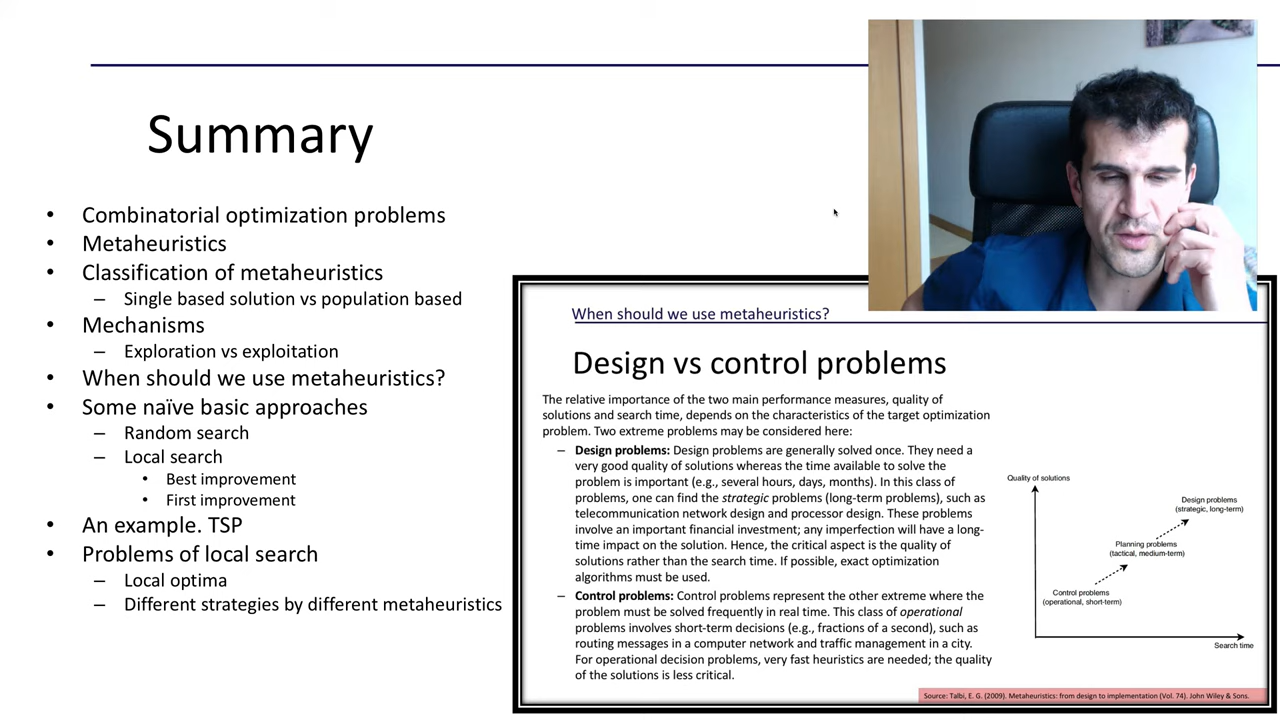 Summary
• Combinatorial optimization problems
• Metaheuristics
• Classification of metaheuristics
– Single based solution vs population based
• Mechanisms
– Exploration vs exploitation
• When should we use metaheuristics?
• Some naïve basic approaches
– Random search
– Local search
• Best improvement
• First improvement
• An example. TSP
• Problems of local search
– Local optima
– Different strategies by different metaheuristics
When should we use metaheuristics?
Design vs control problems
The relative importance of the two main performance measures, quality of
solutions and search time, depends on the characteristics of the target optimization
problem. Two extreme problems may be considered here:
– Design problems: Design problems are generally solved once. They need a
very good quality of solutions whereas the time available to solve the
problem is important (e.g., several hours, days, months). In this class of
problems, one can find the strategic problems (long-term problems), such as
telecommunication network design and processor design. These problems
involve an important financial investment; any imperfection will have a long-
time impact on the solution. Hence, the critical aspect is the quality of
solutions rather than the search time. If possible, exact optimization
algorithms must be used.
– Control problems: Control problems represent the other extreme where the
problem must be solved frequently in real time. This class of operational
problems involves short-term decisions (e.g., fractions of a second), such as
routing messages in a computer network and traffic management in a city.
For operational decision problems, very fast heuristics are needed; the quality
of the solutions is less critical.
Quality of solutions
Design problems
(strategic, long-term)
Planning problems
(tactical, medium-term)
Control problems
(operational, short-term)
Search time
Source: Talbi, E. G. (2009). Metaheuristics: from design to implementation (Vol. 74). John Wiley & Sons.